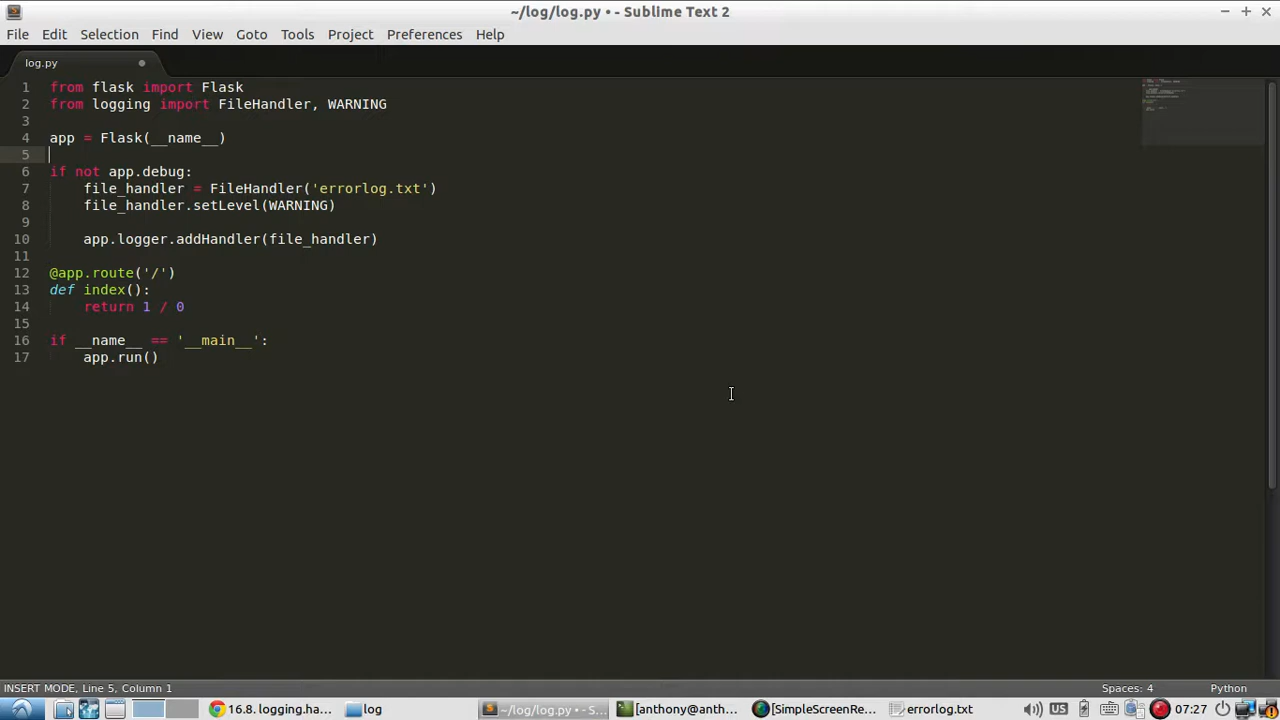 ~/log/log.py • - Sublime Text 2
File Edit Selection Find View Goto Tools Project Preferences Help
log.py
1 from flask import Flask
2 from logging import FileHandler, WARNING
3
4 app = Flask(__name__)
5
6 if not app.debug:
7 file_handler = FileHandler('errorlog.txt')
8 file_handler.setLevel(WARNING)
9
10 app.logger.addHandler(file_handler)
11
12 @app.route('/')
13 def index():
14 return 1 / 0
15
16 if __name__ == '__main__':
17 app.run()
INSERT MODE, Line 5, Column 1 Spaces: 4 Python
16.8. logging.ha... log ~/log/log.py • - S... [anthony@anth... [SimpleScreenRe... errorlog.txt US 07:27